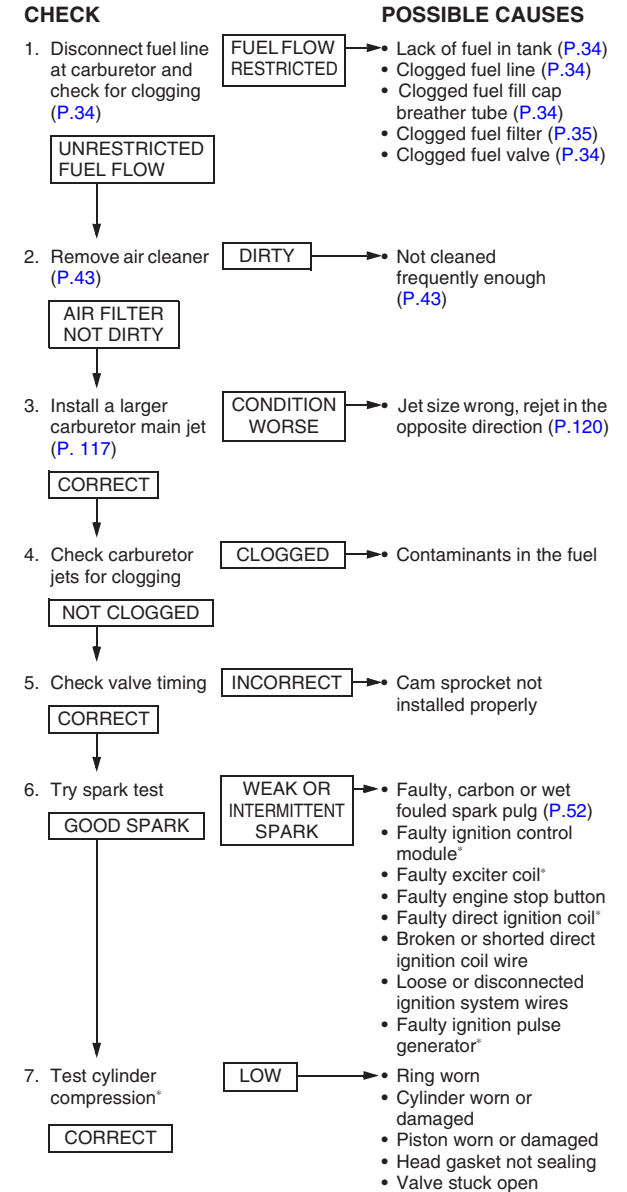 CHECK
POSSIBLE CAUSES
1. Disconnect fuel line
at carburetor and
check for clogging
(P.34)
FUEL FLOW
RESTRICTED
• Lack of fuel in tank (P.34)
• Clogged fuel line (P.34)
• Clogged fuel fill cap
breather tube (P.34)
• Clogged fuel filter (P.35)
• Clogged fuel valve (P.34)
UNRESTRICTED
FUEL FLOW
2. Remove air cleaner
(P.43)
DIRTY
• Not cleaned
frequently enough
(P.43)
AIR FILTER
NOT DIRTY
3. Install a larger
carburetor main jet
(P. 117)
CONDITION
WORSE
• Jet size wrong, rejet in the
opposite direction (P.120)
CORRECT
4. Check carburetor
jets for clogging
CLOGGED
• Contaminants in the fuel
NOT CLOGGED
5. Check valve timing
INCORRECT
• Cam sprocket not
installed properly
CORRECT
6. Try spark test
WEAK OR
INTERMITTENT
SPARK
• Faulty, carbon or wet
fouled spark pulg (P.52)
• Faulty ignition control
module*
• Faulty exciter coil*
• Faulty engine stop button
• Faulty direct ignition coil*
• Broken or shorted direct
ignition coil wire
• Loose or disconnected
ignition system wires
• Faulty ignition pulse
generator*
GOOD SPARK
7. Test cylinder
compression*
LOW
• Ring worn
• Cylinder worn or
damaged
• Piston worn or damaged
• Head gasket not sealing
• Valve stuck open
CORRECT